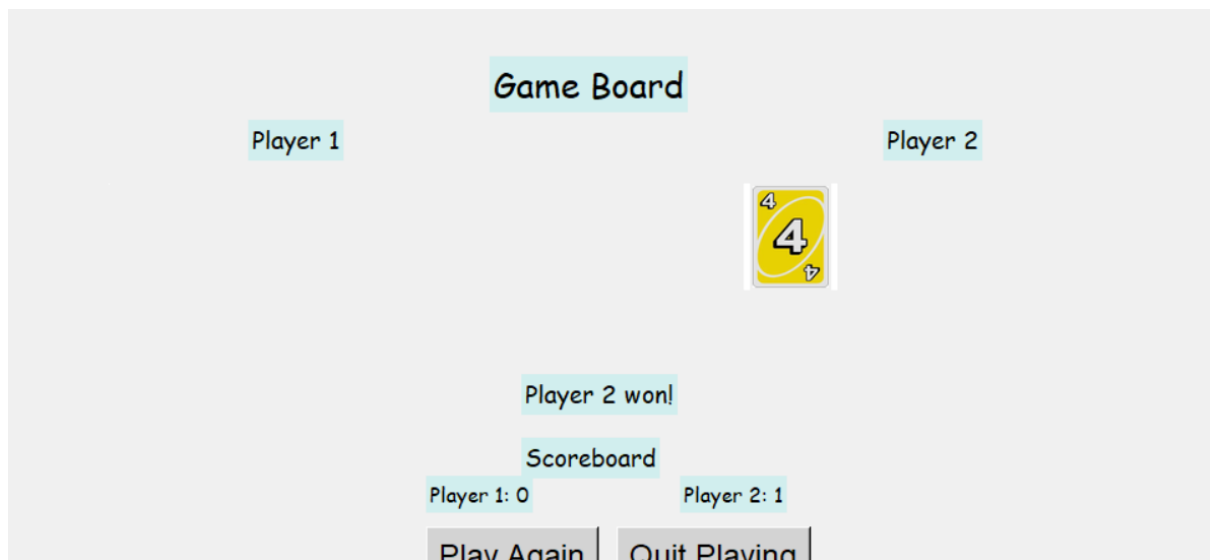 Game Board
Player 1
Player 2
4
4
4
Player 2 won!
Scoreboard
Player 1: 0
Player 2: 1
Play Again
Quit Playing